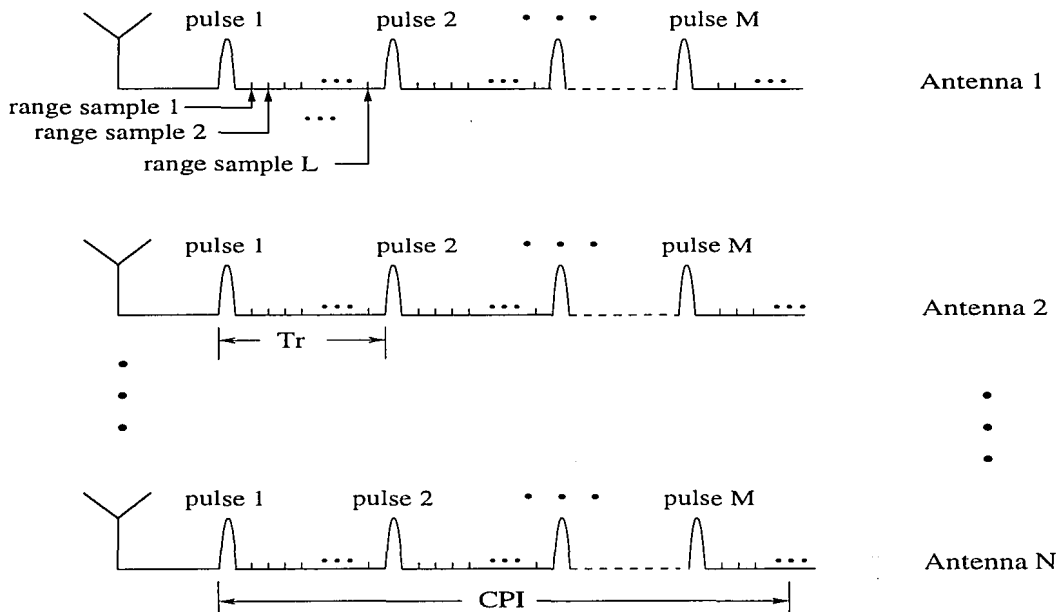 pulse 1 pulse 2 • • • pulse M
Antenna 1
range sample 1
range sample 2
range sample L
pulse 1 pulse 2 • • • pulse M
Antenna 2
Tr
pulse 1 pulse 2 • • • pulse M
Antenna N
CPI